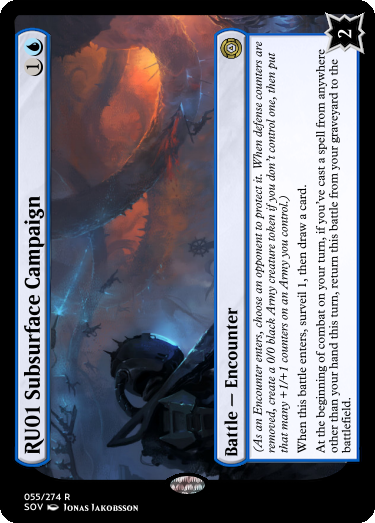 RU01 Subsurface Campaign
1
Battle — Encounter
(As an Encounter enters, choose an opponent to protect it. When defense counters are
removed, create a 0/0 black Army creature token if you don't control one, then put
that many +1/+1 counters on an Army you control.)
When this battle enters, surveil 1, then draw a card.
At the beginning of combat on your turn, if you've cast a spell from anywhere
other than your hand this turn, return this battle from your graveyard to the
battlefield.
2
055/274 R
SOV Jonas Jakobsson